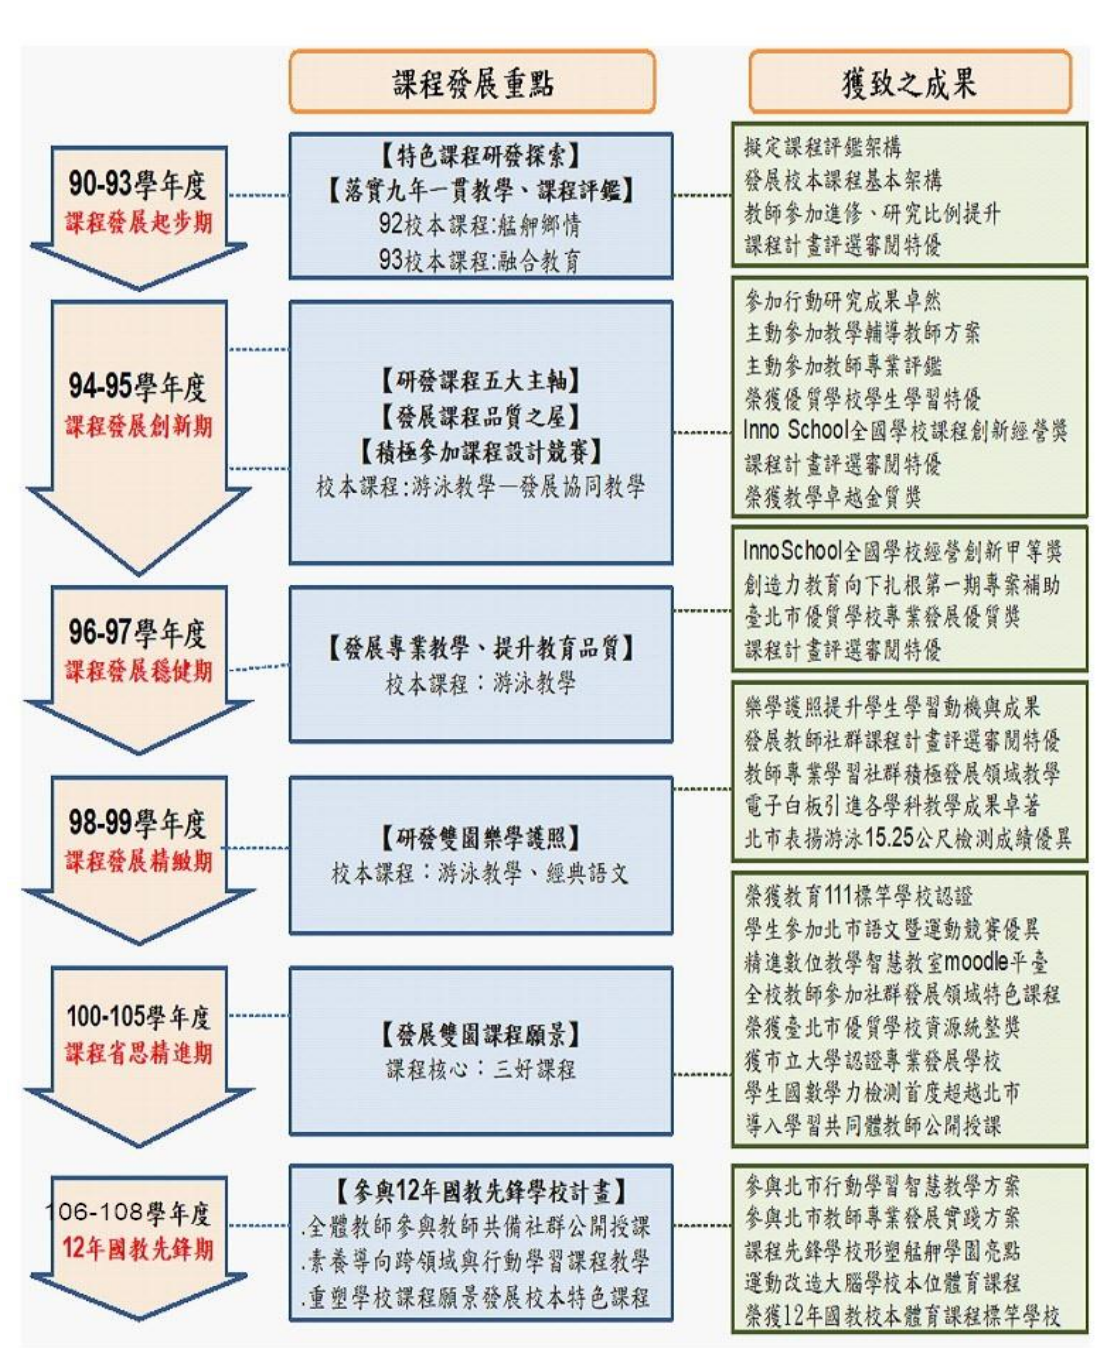 課程發展重點
獲致之成果
90-93學年度
課程發展起步期
【特色課程研發探索】
【落實九年一貫教學、課程評鑑】
92校本課程:艋舺鄉情
93校本課程:融合教育
擬定課程評鑑架構
發展校本課程基本架構
教師參加進修、研究比例提升
課程計畫評選審閱特優
94-95學年度
課程發展創新期
【研發課程五大主軸】
【發展課程品質之屋】
【積極參加課程設計競賽】
校本課程:游泳教學—發展協同教學
參加行動研究成果卓然
主動參加教學輔導教師方案
主動參加教師專業評鑑
榮獲優質學校學生學習特優
Inno School全國學校課程創新經營獎
課程計畫評選審閱特優
榮獲教學卓越金質獎
96-97學年度
課程發展穩健期
【發展專業教學、提升教育品質】
校本課程：游泳教學
InnoSchool全國學校經營創新甲等獎
創造力教育向下扎根第一期專案補助
臺北市優質學校專業發展優質獎
課程計畫評選審閱特優
98-99學年度
課程發展精緻期
【研發雙園樂學護照】
校本課程：游泳教學、經典語文
樂學護照提升學生學習動機與成果
發展教師社群課程計畫評選審閱特優
教師專業學習社群積極發展領域教學
電子白板引進各學科教學成果卓著
北市表揚游泳15.25公尺檢測成績優異
100-105學年度
課程省思精進期
【發展雙園課程願景】
課程核心：三好課程
榮獲教育111標竿學校認證
學生參加北市語文暨運動競賽優異
精進數位教學智慧教室moodle平臺
全校教師參加社群發展領域特色課程
榮獲臺北市優質學校資源統整獎
獲市立大學認證專業發展學校
學生國數學力檢測首度超越北市
導入學習共同體教師公開授課
106-108學年度
12年國教先鋒期
【參與12年國教先鋒學校計畫】
.全體教師參與教師共備社群公開授課
.素養導向跨領域與行動學習課程教學
.重塑學校課程願景發展校本特色課程
參與北市行動學習智慧教學方案
參與北市教師專業發展實踐方案
課程先鋒學校形塑艋舺學園亮點
運動改造大腦學校本位體育課程
榮獲12年國教校本體育課程標竿學校